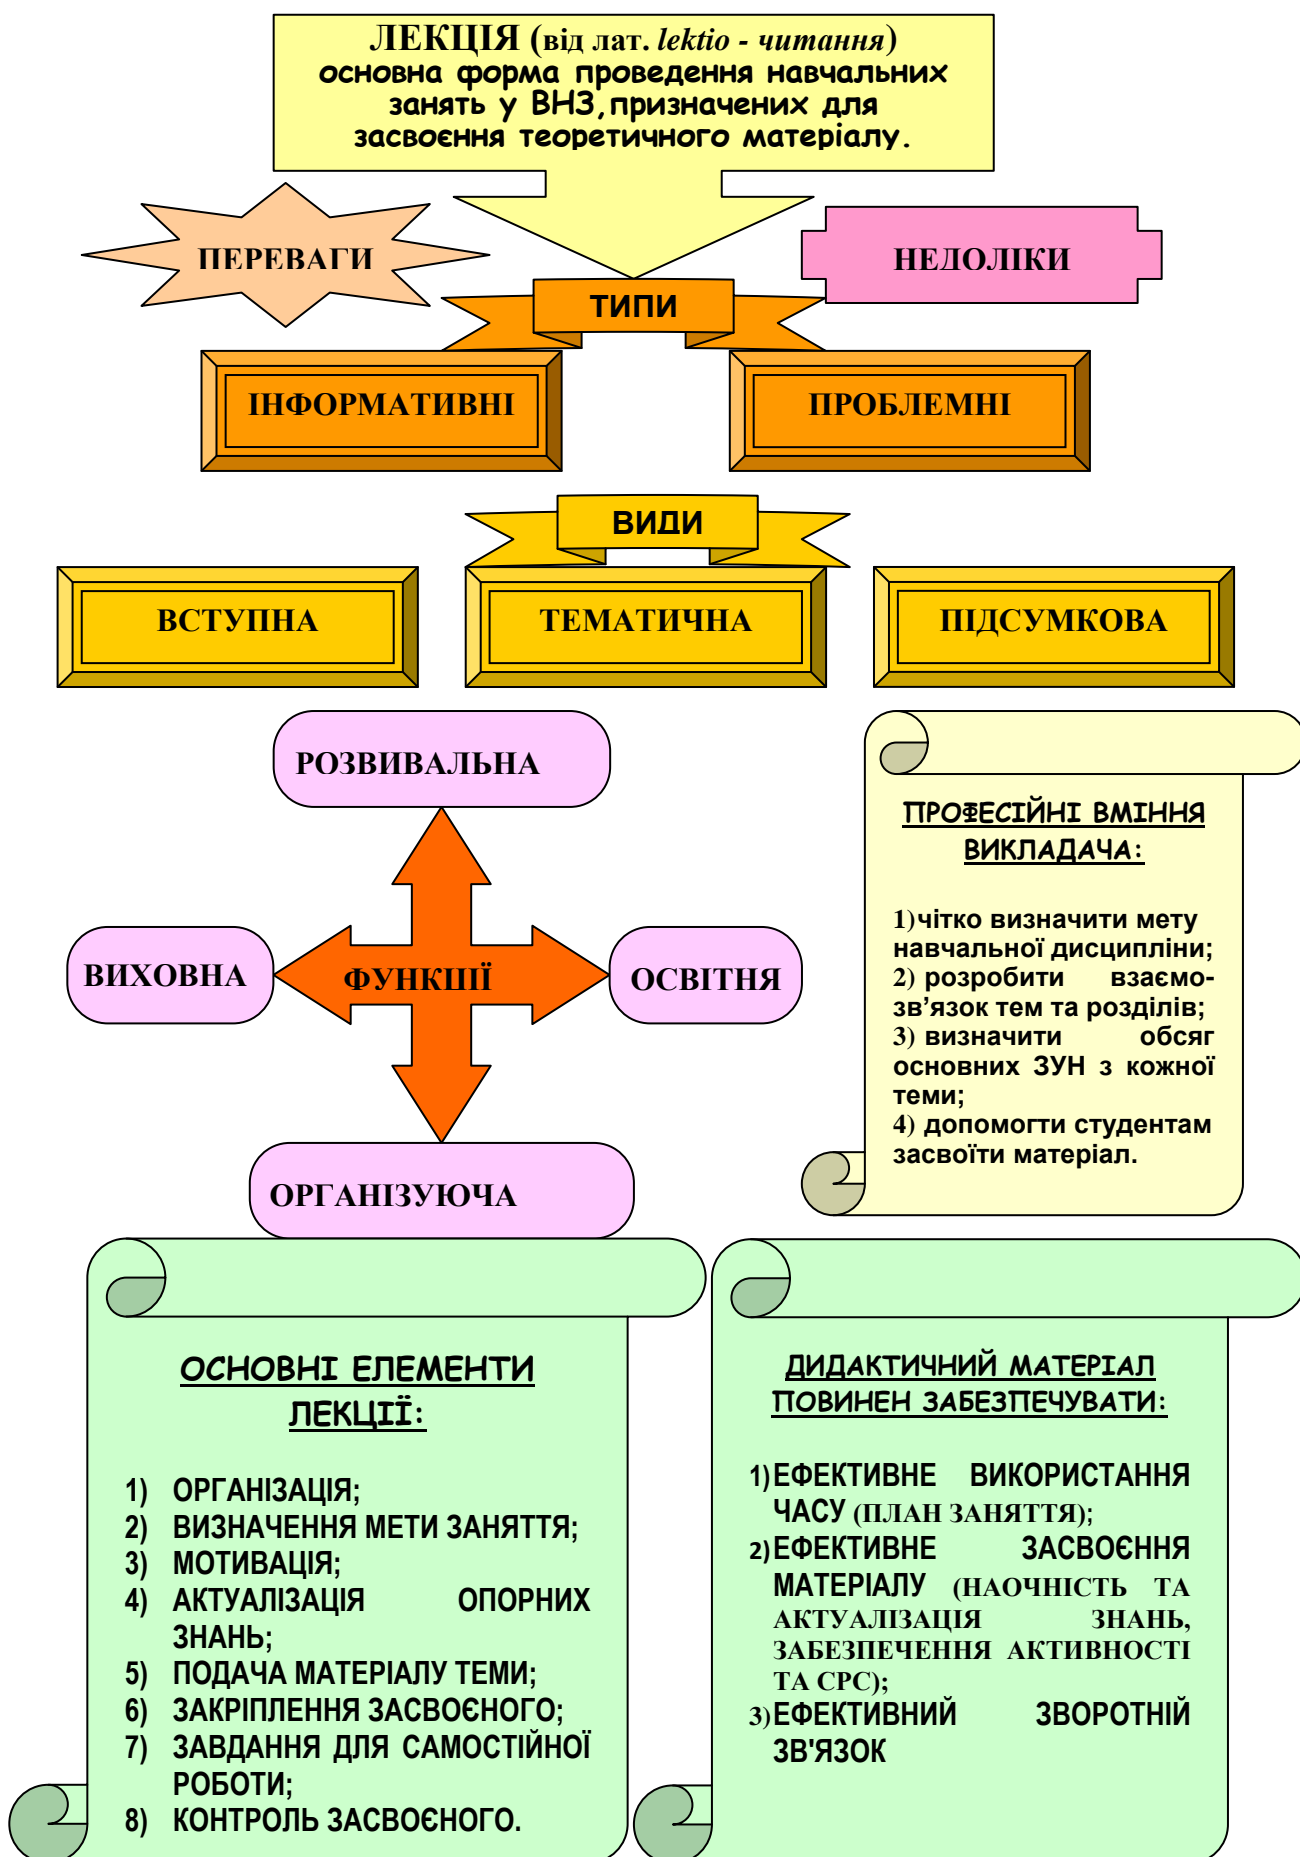 ЛЕКЦІЯ (від лат. lektio - читання)
основна форма проведення навчальних
занять у ВНЗ,призначених для
засвоєння теоретичного матеріалу.
ПЕРЕВАГИ
НЕДОЛІКИ
ТИПИ
ІНФОРМАТИВНІ
ПРОБЛЕМНІ
ВИДИ
ВСТУПНА
ТЕМАТИЧНА
ПІДСУМКОВА
РОЗВИВАЛЬНА
ВИХОВНА
ФУНКЦІЇ
ОСВІТНЯ
ОРГАНІЗУЮЧА
ПРОФЕСІЙНІ ВМІННЯ
ВИКЛАДАЧА:
1)чітко визначити мету
навчальної дисципліни;
2) розробити взаємо-
зв’язок тем та розділів;
3) визначити обсяг
основних ЗУН з кожної
теми;
4) допомогти студентам
засвоїти матеріал.
ОСНОВНІ ЕЛЕМЕНТИ
ЛЕКЦІЇ:
1) ОРГАНІЗАЦІЯ;
2) ВИЗНАЧЕННЯ МЕТИ ЗАНЯТТЯ;
3) МОТИВАЦІЯ;
4) АКТУАЛІЗАЦІЯ ОПОРНИХ
ЗНАНЬ;
5) ПОДАЧА МАТЕРІАЛУ ТЕМИ;
6) ЗАКРІПЛЕННЯ ЗАСВОЄНОГО;
7) ЗАВДАННЯ ДЛЯ САМОСТІЙНОЇ
РОБОТИ;
8) КОНТРОЛЬ ЗАСВОЄНОГО.
ДИДАКТИЧНИЙ МАТЕРІАЛ
ПОВИНЕН ЗАБЕЗПЕЧУВАТИ:
1)ЕФЕКТИВНЕ ВИКОРИСТАННЯ
ЧАСУ (ПЛАН ЗАНЯТТЯ);
2)ЕФЕКТИВНЕ ЗАСВОЄННЯ
МАТЕРІАЛУ (НАОЧНІСТЬ ТА
АКТУАЛІЗАЦІЯ ЗНАНЬ,
ЗАБЕЗПЕЧЕННЯ АКТИВНОСТІ
ТА СРС);
3)ЕФЕКТИВНИЙ ЗВОРОТНІЙ
ЗВ'ЯЗОК